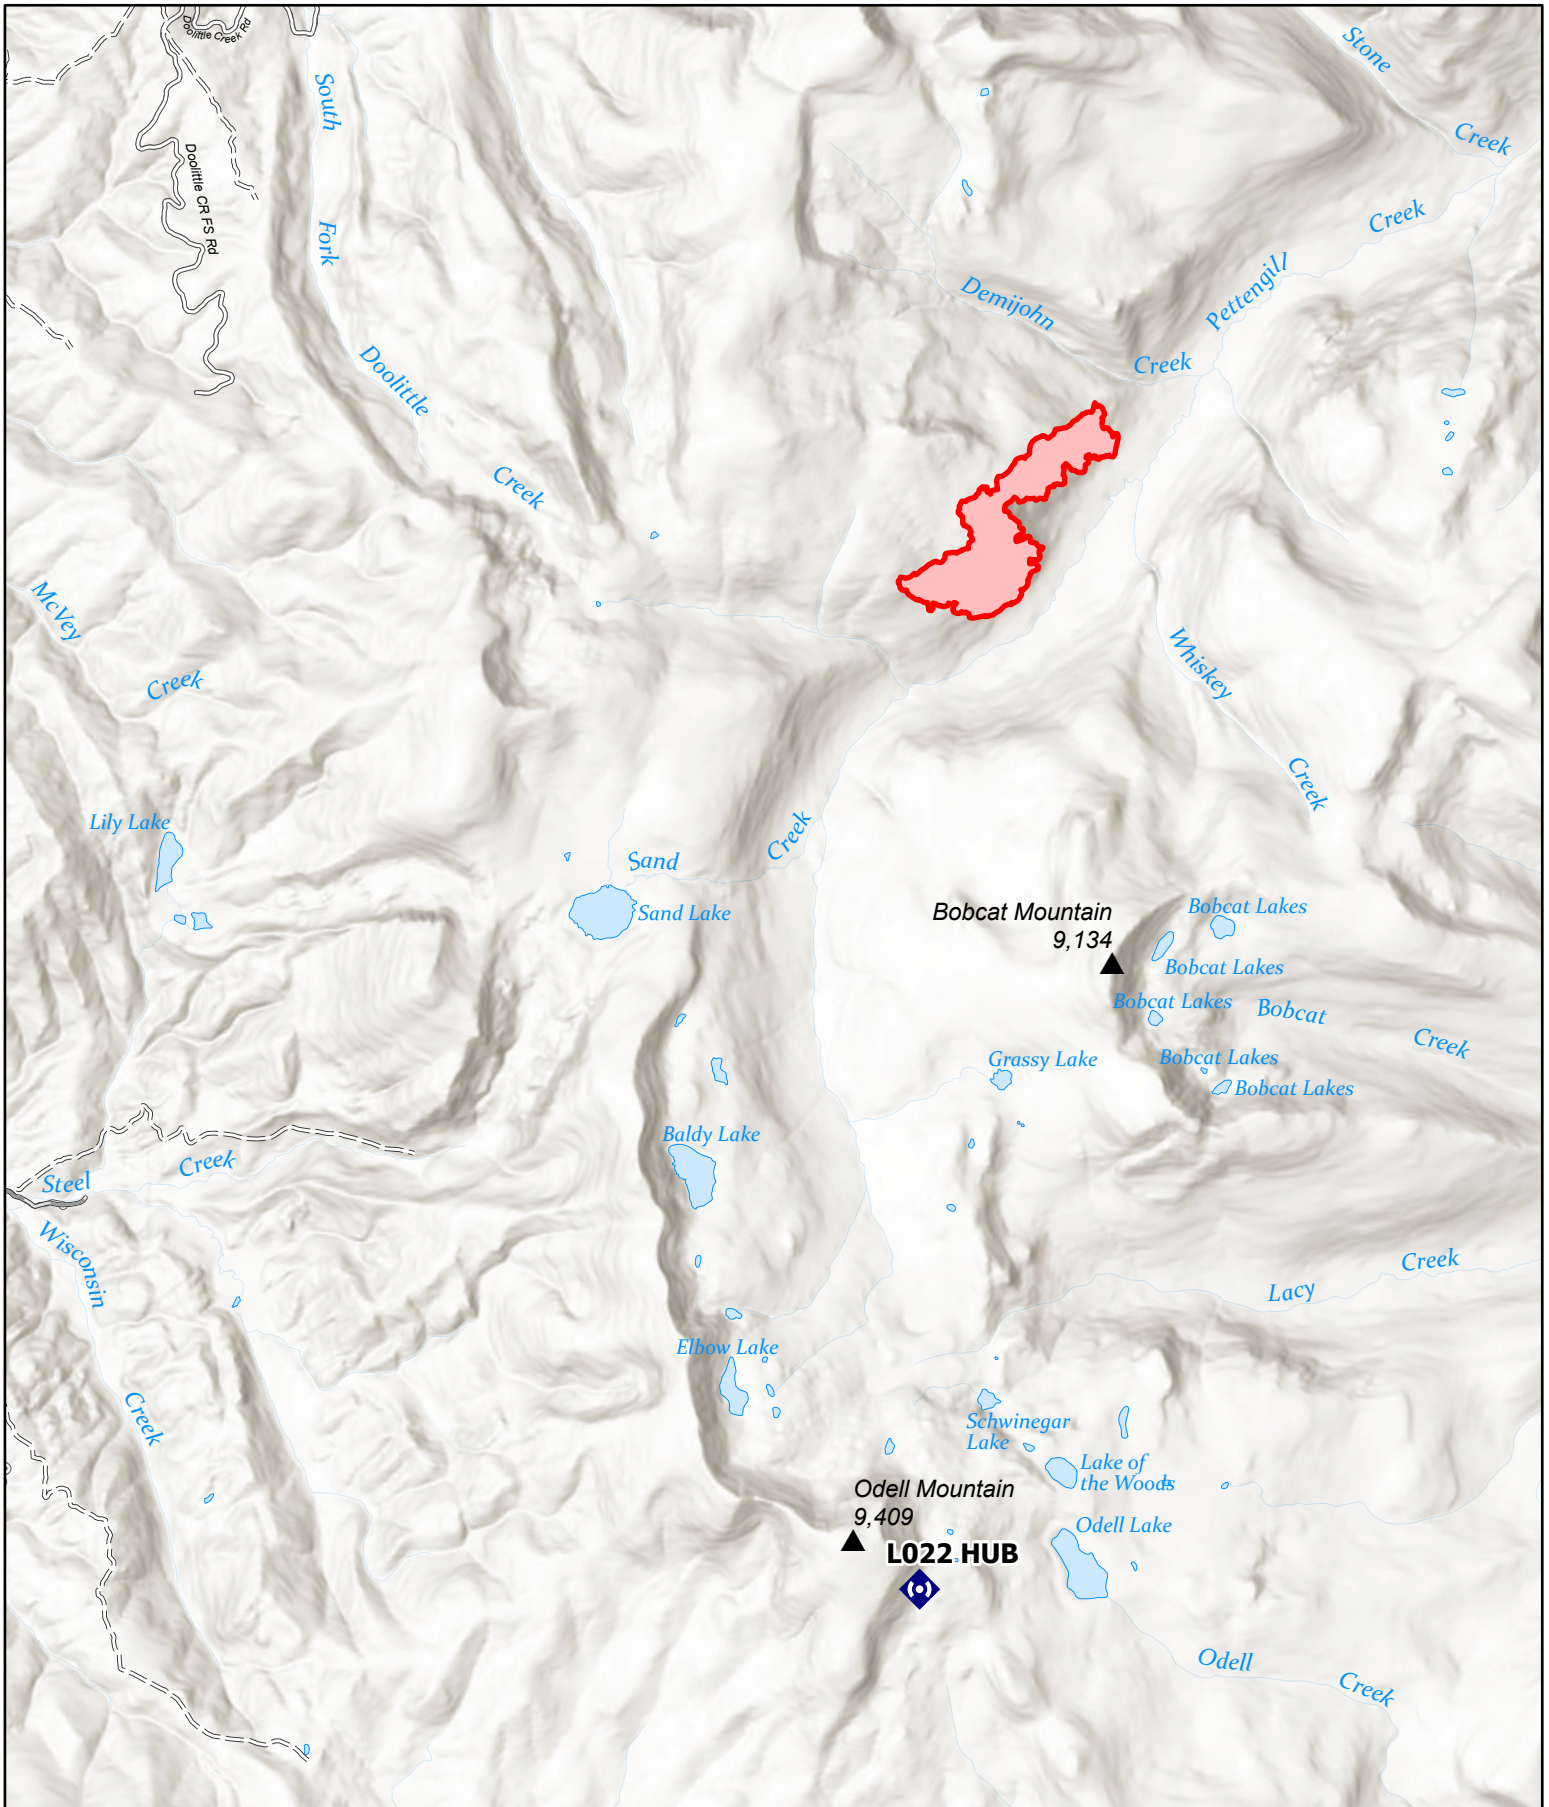 Doolittle Creek Rd
Stone
Creek
South
Fork
Doolittle CR FS Rd
Creek
Pettengill
Demijohn
Creek
Doolittle
Creek
McVey
Creek
Whiskey
Creek
Lily Lake
Sand
Creek
Sand Lake
Bobcat Mountain
9,134
Bobcat Lakes
Bobcat Lakes
Bobcat Lakes
Bobcat
Creek
Bobcat Lakes
Bobcat Lakes
Grassy Lake
Baldy Lake
Creek
Steel
Wisconsin
Creek
Creek
Lacy
Elbow Lake
Schwinegar
Lake
Lake of
the Woods
Odell Mountain
9,409
Odell Lake
L022 HUB
Odell
Creek